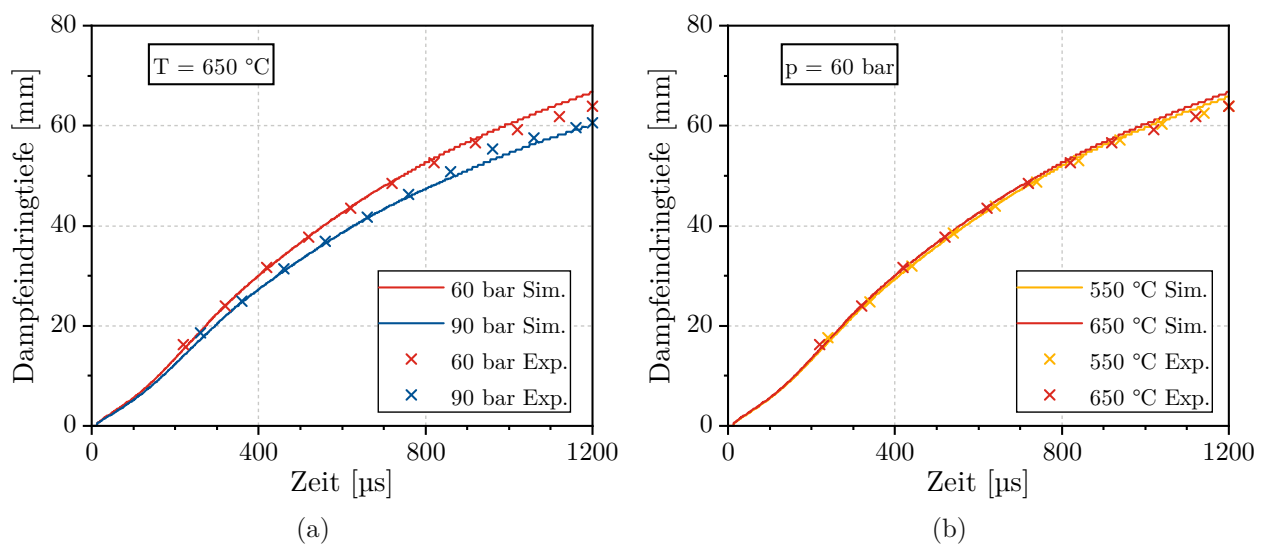 80
60
40
20
0
Dampfeindringtiefe [mm]
T = 650 °C
60 bar Sim.
90 bar Sim.
60 bar Exp.
90 bar Exp.
0
400
800
1200
Zeit [µs]
(a)
80
60
40
20
0
Dampfeindringtiefe [mm]
p = 60 bar
550 °C Sim.
650 °C Sim.
550 °C Exp.
650 °C Exp.
0
400
800
1200
Zeit [µs]
(b)